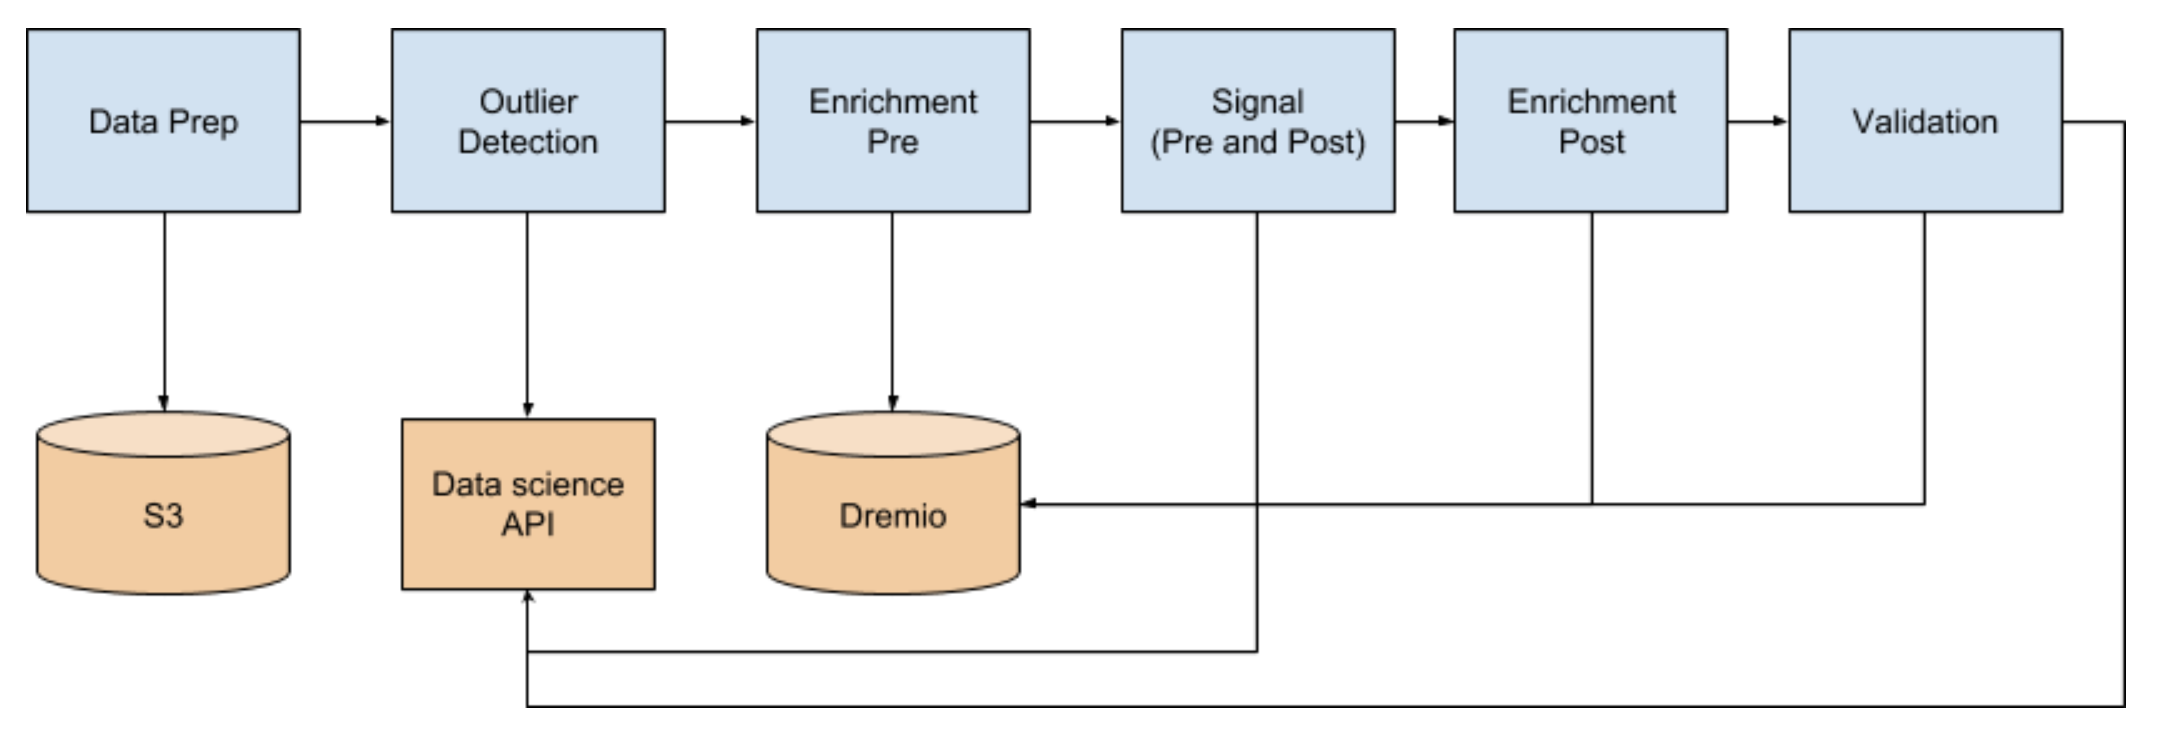 Data Prep
Outlier
Detection
Enrichment
Pre
Signal
(Pre and Post)
Enrichment
Post
Validation
S3
Data science
API
Dremio